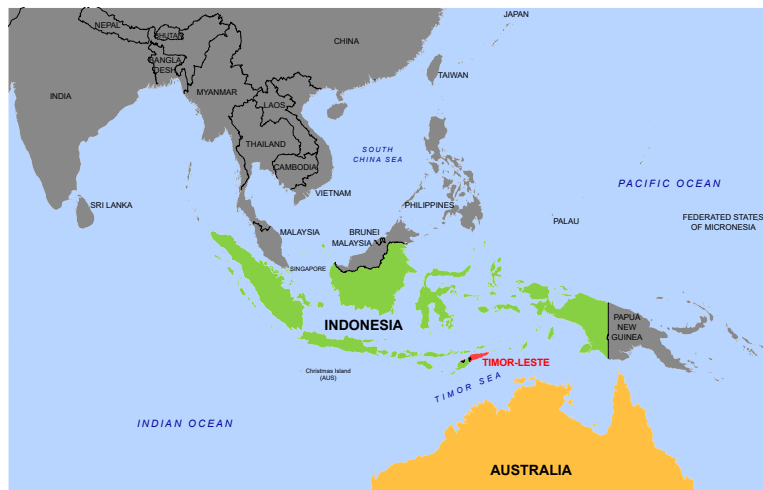 JAPAN
NEPAL
BHUTAN
CHINA
BANGLA
DESH
TAIWAN
INDIA
MYANMAR
LAOS
THAILAND
SOUTH
CHINA SEA
CAMBODIA
PACIFIC OCEAN
VIETNAM
SRI LANKA
PHILIPPINES
PALAU
FEDERATED STATES
OF MICRONESIA
MALAYSIA
BRUNEI
MALAYSIA
SINGAPORE
INDONESIA
PAPUA
NEW
GUINEA
TIMOR-LESTE
Christmas Island
(AUS)
TIMOR SEA
INDIAN OCEAN
AUSTRALIA